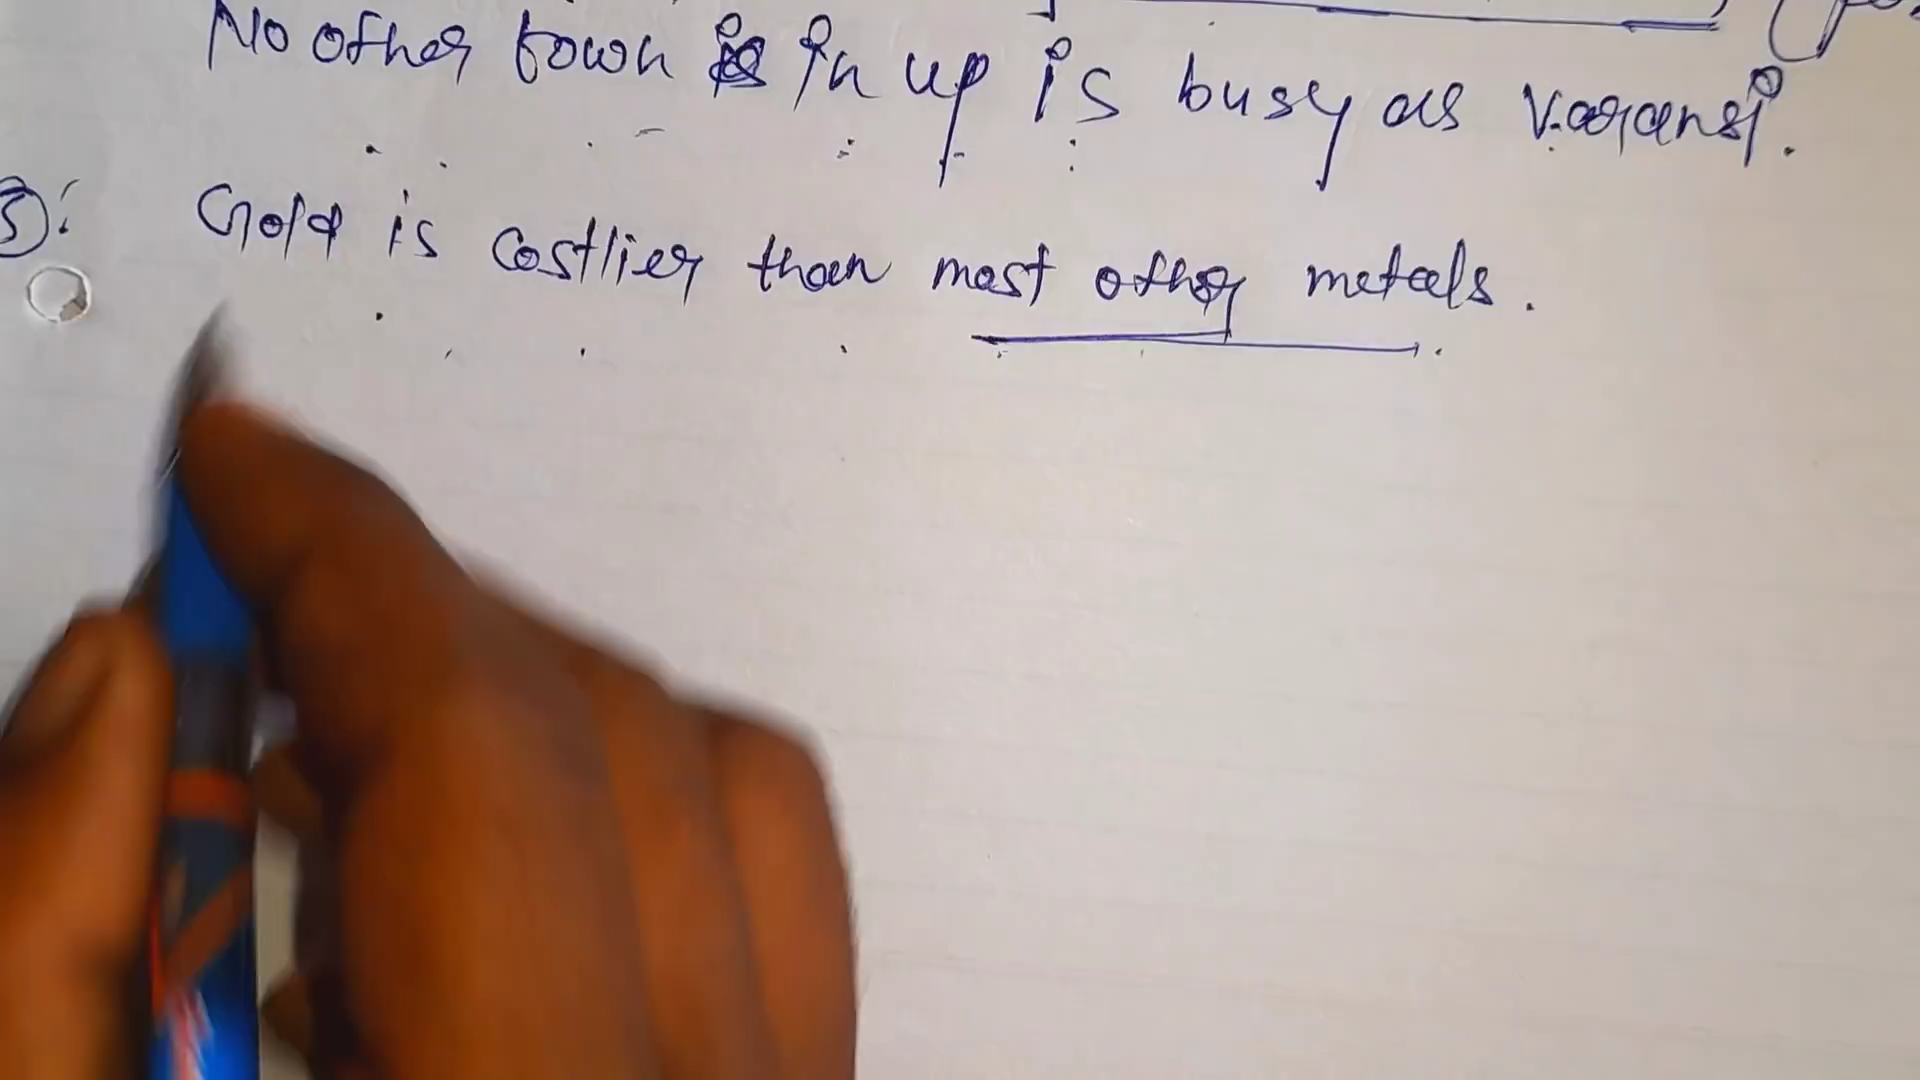 No other town in up is busy as varansi.
5): Gold is costlier than most other metals.